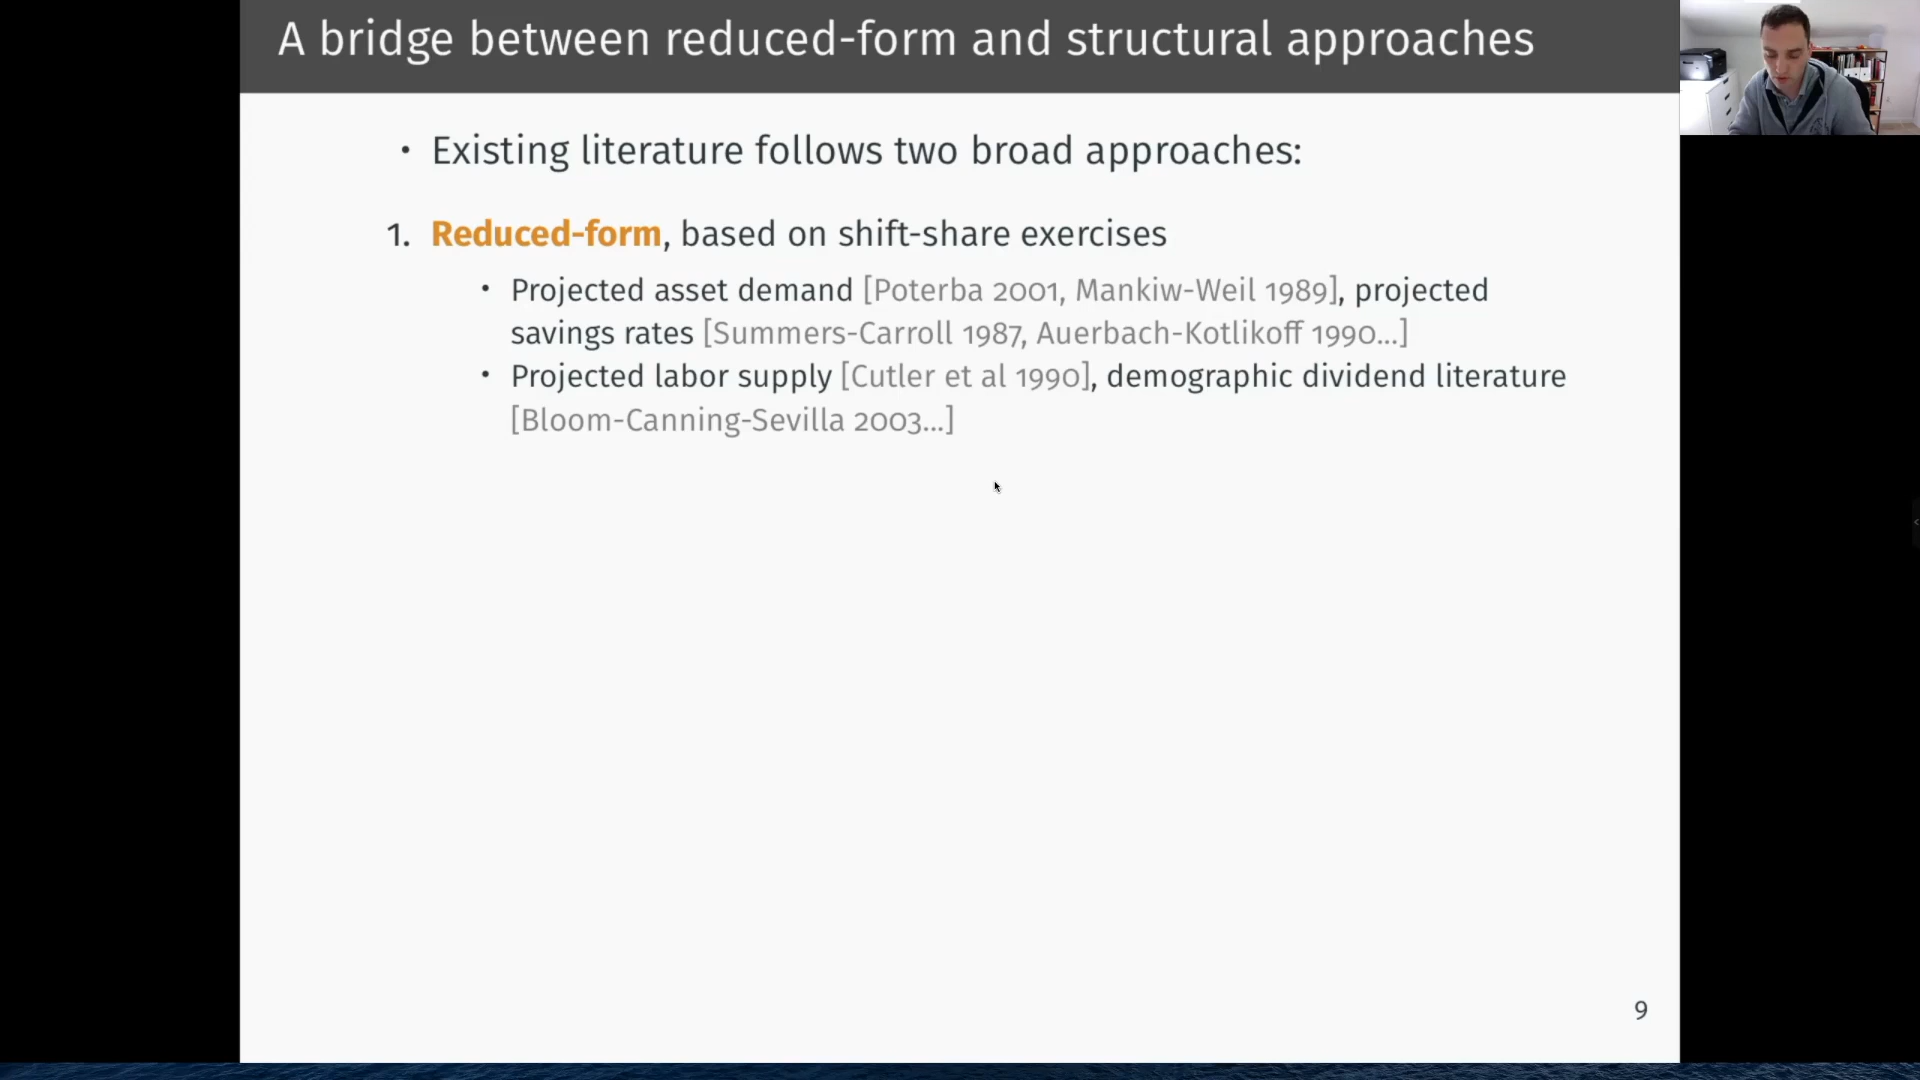 A bridge between reduced-form and structural approaches
• Existing literature follows two broad approaches:
1. Reduced-form, based on shift-share exercises
• Projected asset demand [Poterba 2001, Mankiw-Weil 1989], projected
savings rates [Summers-Carroll 1987, Auerbach-Kotlikoff 1990...]
• Projected labor supply [Cutler et al 1990], demographic dividend literature
[Bloom-Canning-Sevilla 2003...]
9